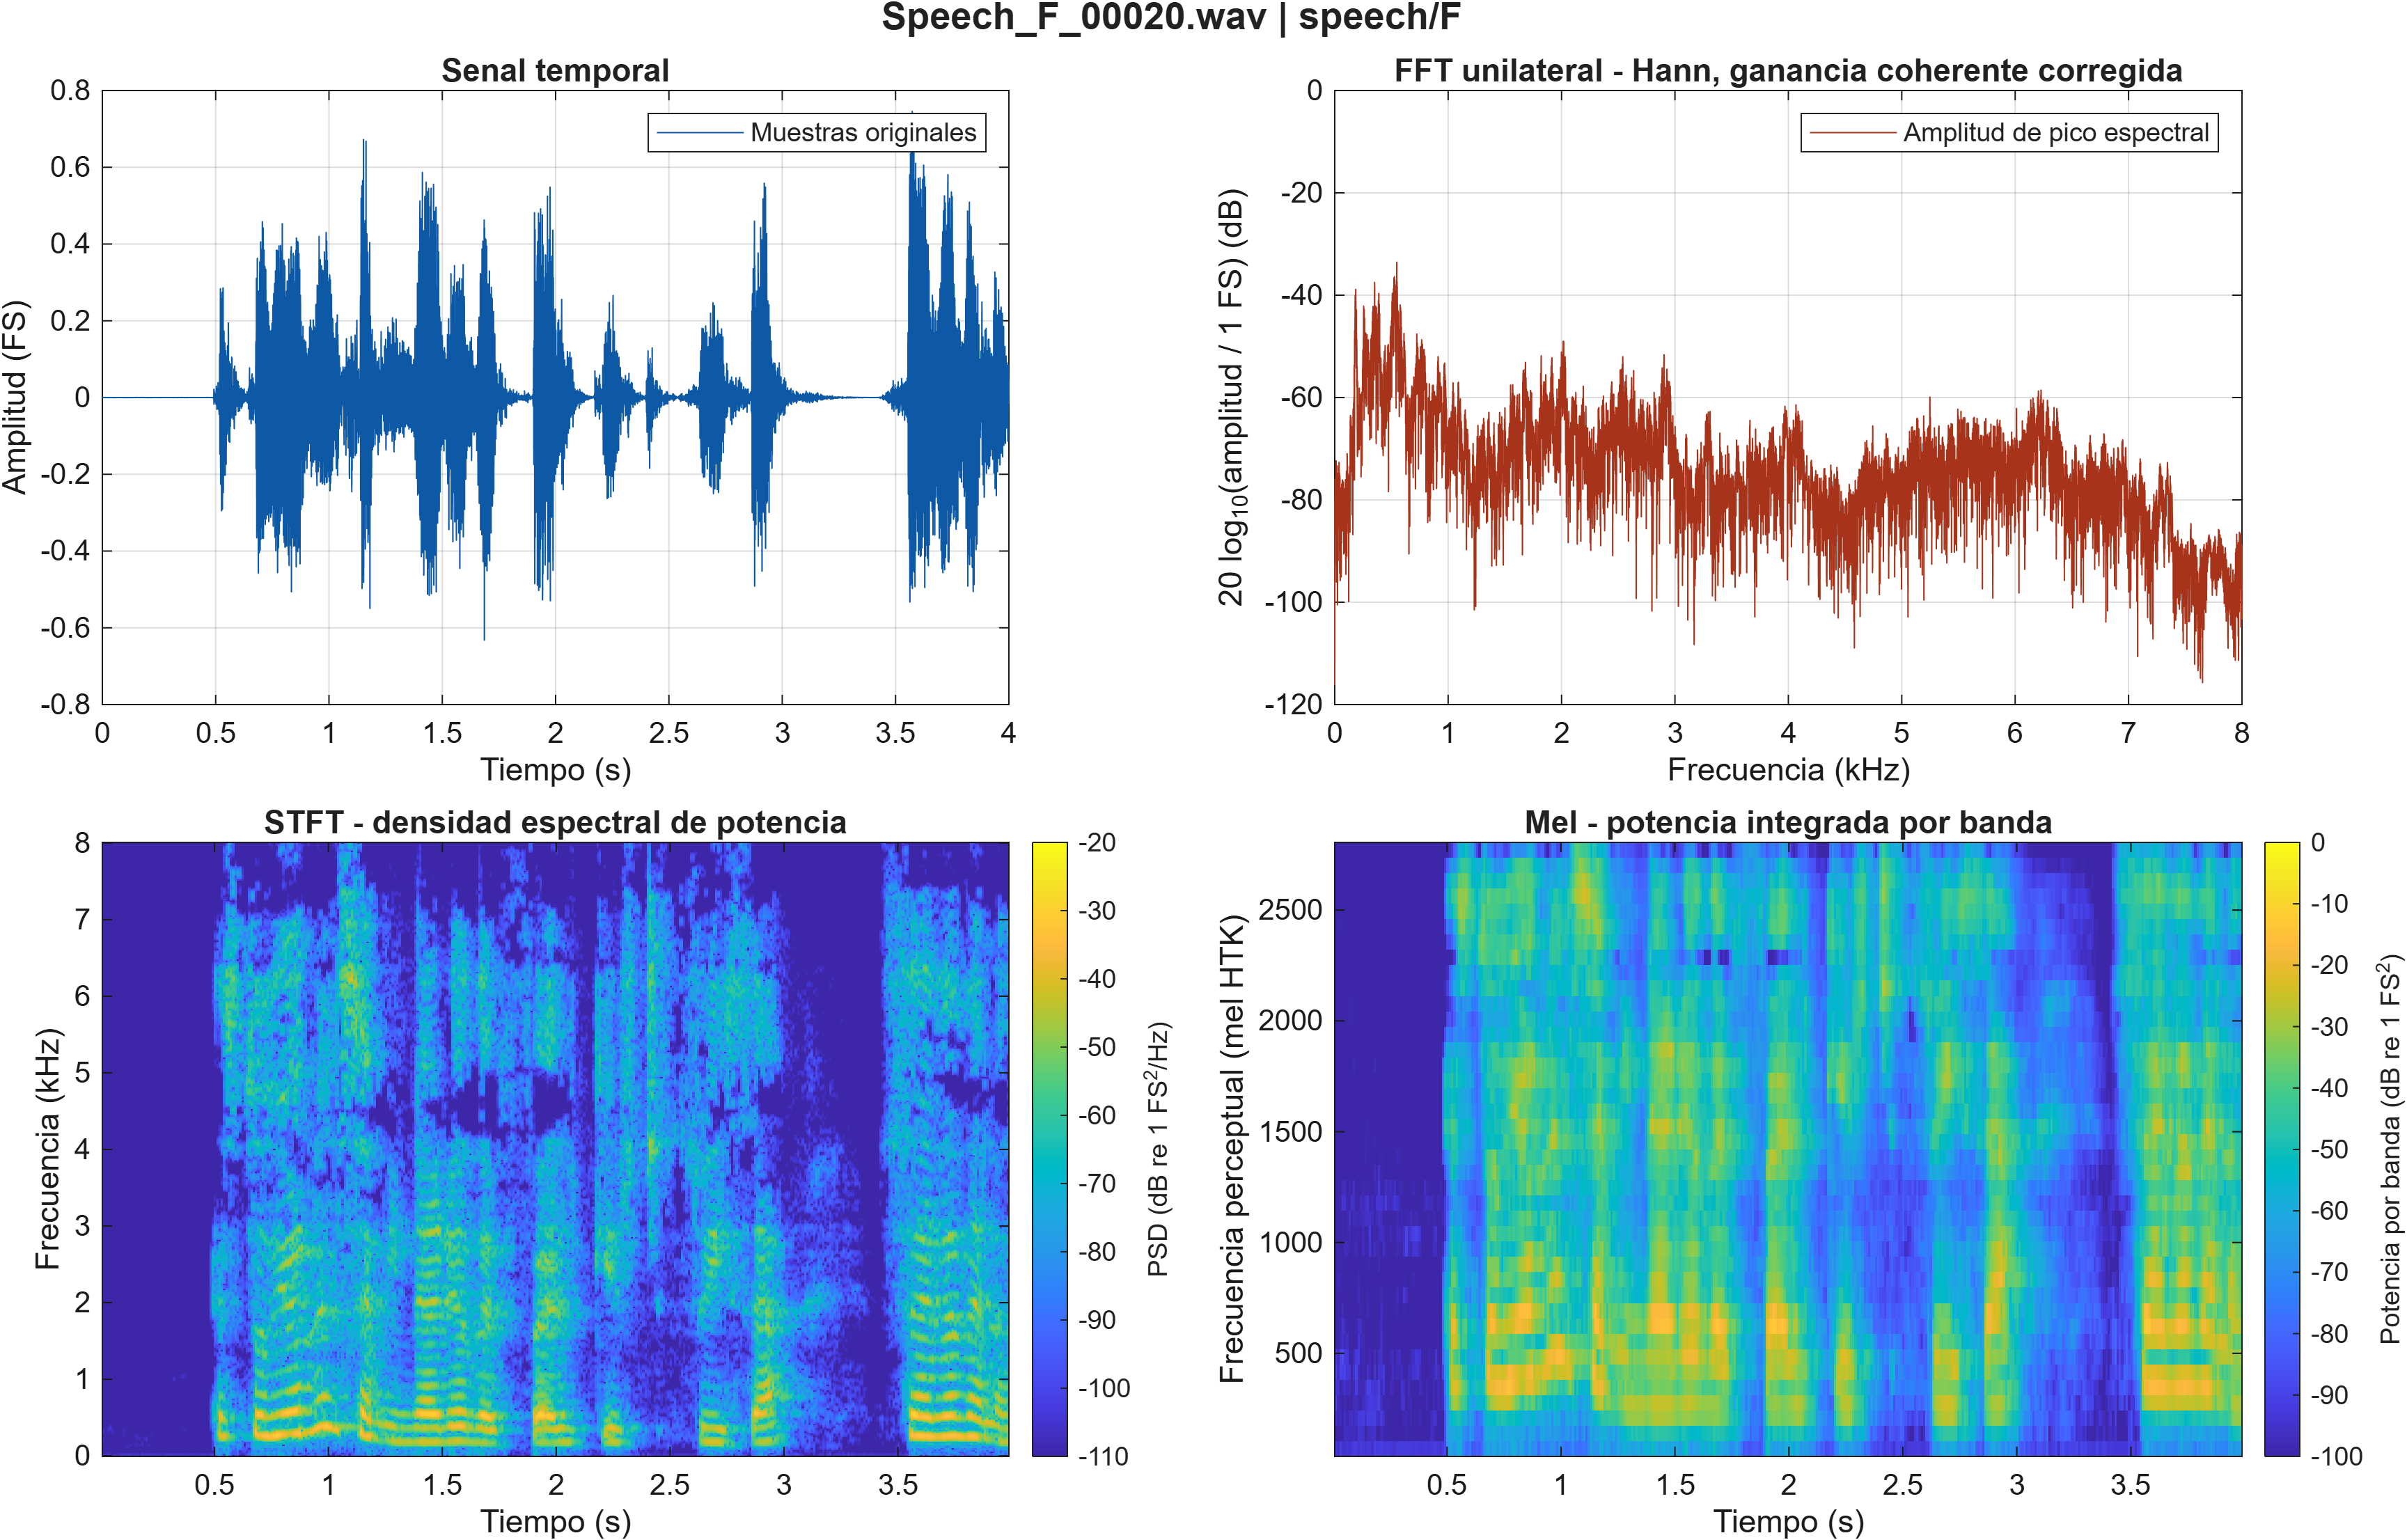 Speech_F_00020.wav | speech/F
Senal temporal
Muestras originales
0.8
0.6
0.4
0.2
0
-0.2
-0.4
-0.6
-0.8
Amplitud (FS)
0 0.5 1 1.5 2 2.5 3 3.5 4
Tiempo (s)
FFT unilateral - Hann, ganancia coherente corregida
Amplitud de pico espectral
0
-20
-40
-60
-80
-100
-120
20 log10(amplitud / 1 FS) (dB)
0 1 2 3 4 5 6 7 8
Frecuencia (kHz)
STFT - densidad espectral de potencia
8
7
6
5
4
3
2
1
0
Frecuencia (kHz)
0.5 1 1.5 2 2.5 3 3.5
Tiempo (s)
-20
-30
-40
-50
-60
-70
-80
-90
-100
-110
PSD (dB re 1 FS²/Hz)
Mel - potencia integrada por banda
2500
2000
1500
1000
500
Frecuencia perceptual (mel HTK)
0.5 1 1.5 2 2.5 3 3.5
Tiempo (s)
0
-10
-20
-30
-40
-50
-60
-70
-80
-90
-100
Potencia por banda (dB re 1 FS²)